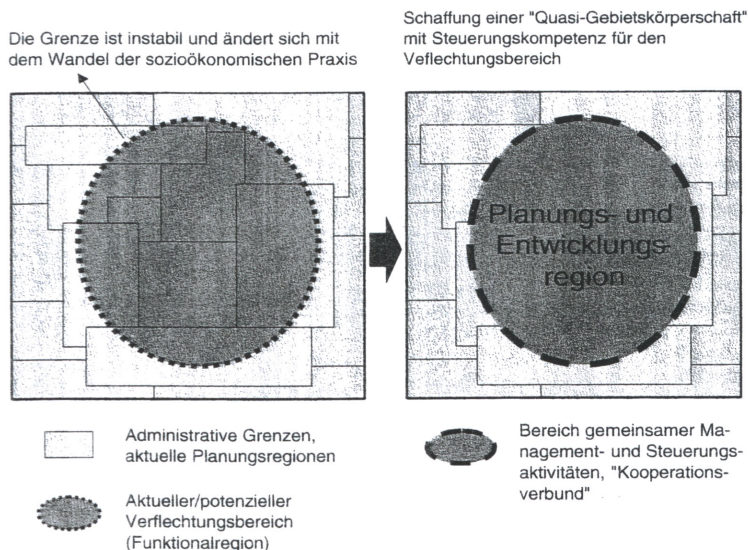 Die Grenze ist instabil und ändert sich mit
dem Wandel der sozioökonomischen Praxis
Schaffung einer "Quasi-Gebietskörperschaft"
mit Steuerungskompetenz für den
Veflechtungsbereich
Planungs- und
Entwicklungs-
region
Administrative Grenzen,
aktuelle Planungsregionen
Aktueller/potenzieller
Verflechtungsbereich
(Funktionalregion)
Bereich gemeinsamer Ma-
nagement- und Steuerungs-
aktivitäten, "Kooperations-
verbund"